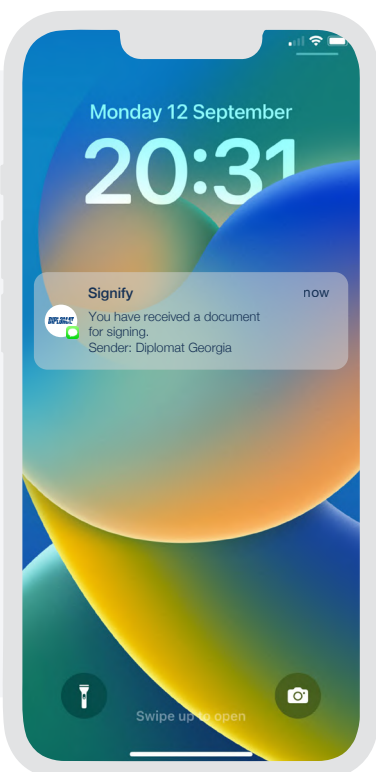 Monday 12 September
20:31
Signify now
You have received a document
for signing.
Sender: Diplomat Georgia
Swipe up to open